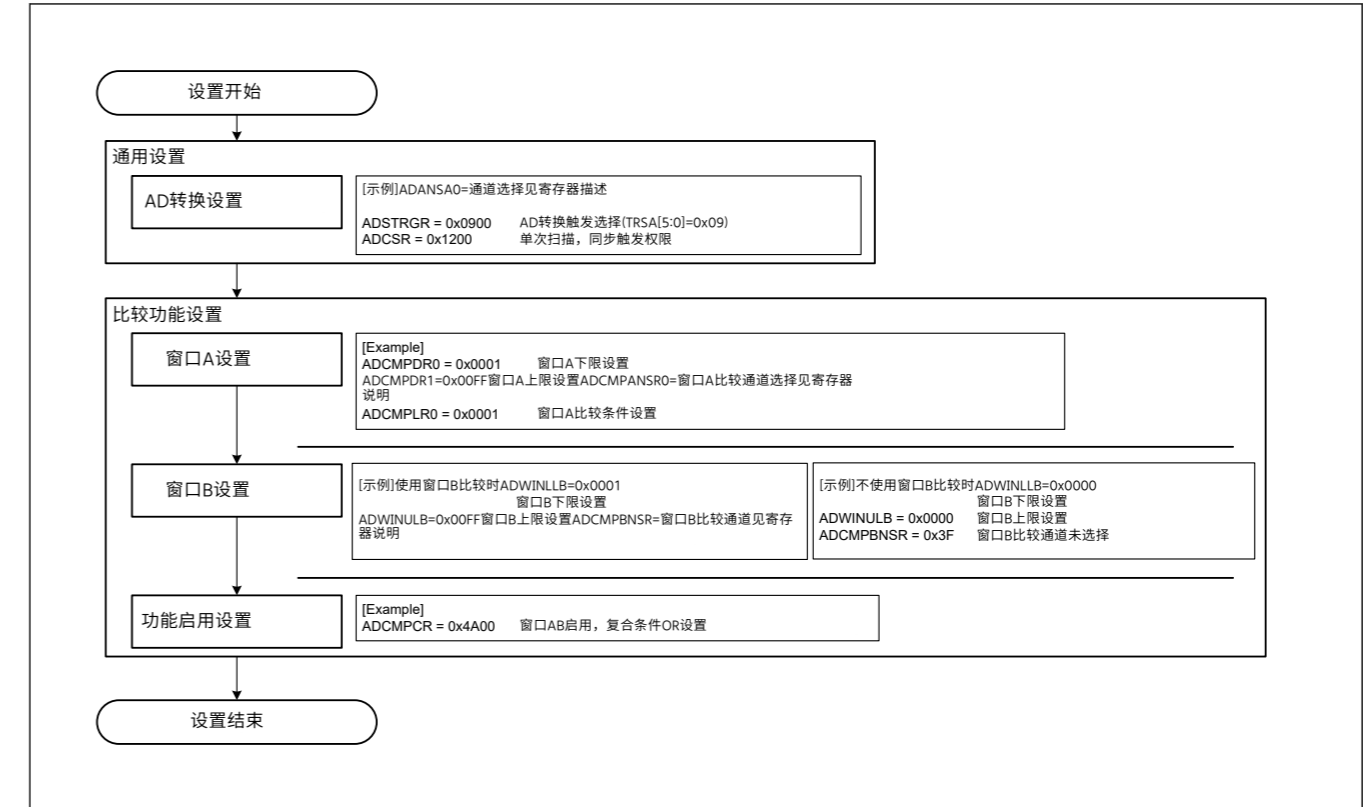 设置开始
通用设置
AD转换设置
[示例]ADANSA0=通道选择见寄存器描述
ADSTRGR = 0x0900 AD转换触发选择(TRSA[5:0]=0x09)
ADCSR = 0x1200 单次扫描，同步触发权限
比较功能设置
窗口A设置
[Example]
ADCMPDR0 = 0x0001 窗口A下限设置
ADCMPDR1=0x00FF窗口A上限设置ADCMPANSR0=窗口A比较通道选择见寄存器
说明
ADCMPLR0 = 0x0001 窗口A比较条件设置
窗口B设置
[示例]使用窗口B比较时ADWINLLB=0x0001
窗口B下限设置
ADWINULB=0x00FF窗口B上限设置ADCMPBNSR=窗口B比较通道见寄存
器说明
[示例]不使用窗口B比较时ADWINLLB=0x0000
窗口B下限设置
ADWINULB = 0x0000 窗口B上限设置
ADCMPBNSR = 0x3F 窗口B比较通道未选择
功能启用设置
[Example]
ADCMPCR = 0x4A00 窗口AB启用，复合条件OR设置
设置结束